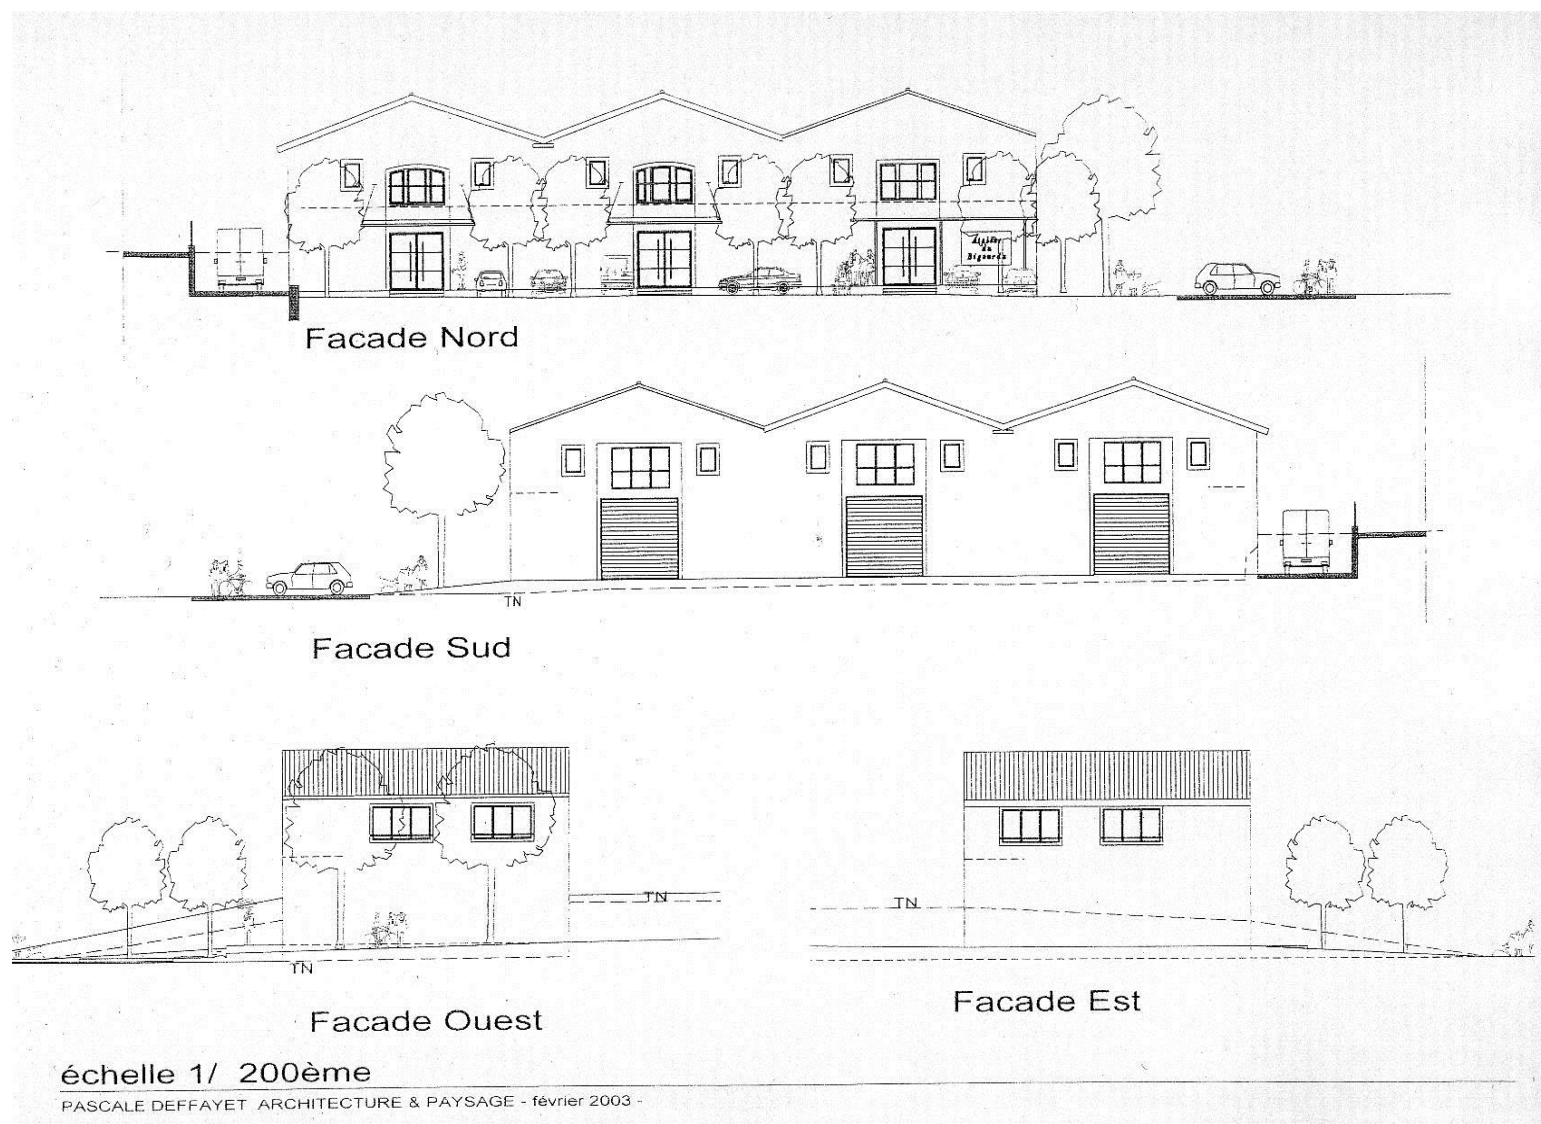 Facade Nord
TN
Facade Sud
TN
TN
TN
Facade Ouest
Facade Est
échelle 1/ 200ème
PASCALE DEFFAYET ARCHITECTURE & PAYSAGE - février 2003 -